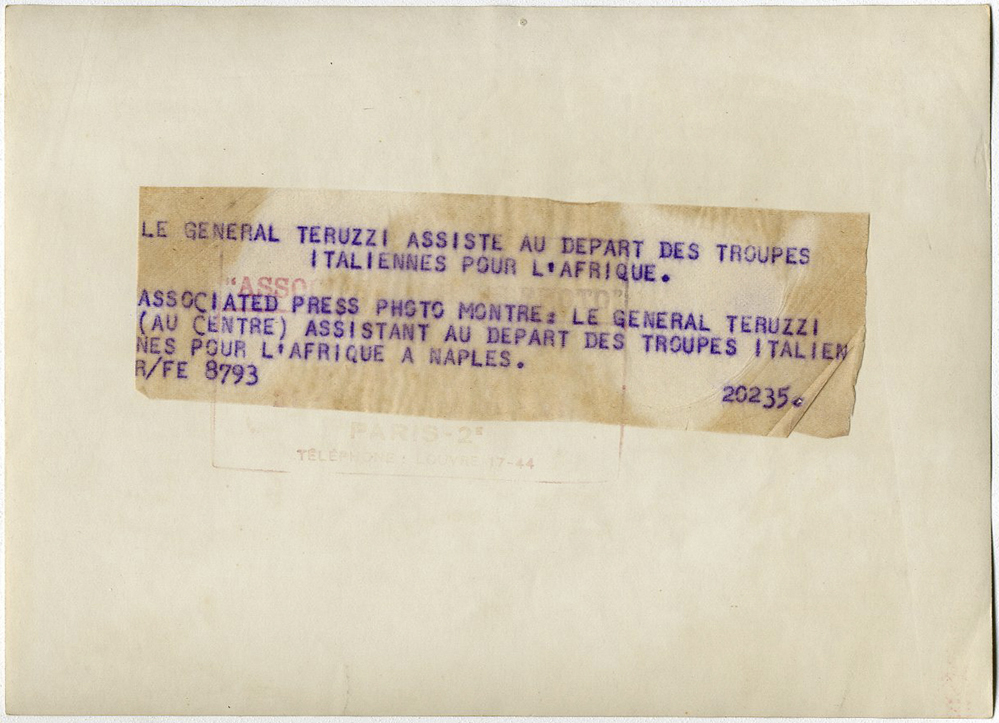 LE GENERAL TERUZZI ASSISTE AU DEPART DES TROUPES
ITALIENNES POUR L'AFRIQUE.
"ASSO PHOTO"
ASSOCIATED PRESS PHOTO MONTRE: LE GENERAL TERUZZI
(AU CENTRE) ASSISTANT AU DEPART DES TROUPES ITALIEN
NES POUR L'AFRIQUE A NAPLES.
R/FE 8793
20235.
PARIS-2e
TÉLÉPHONE: LOUVRE 17-44